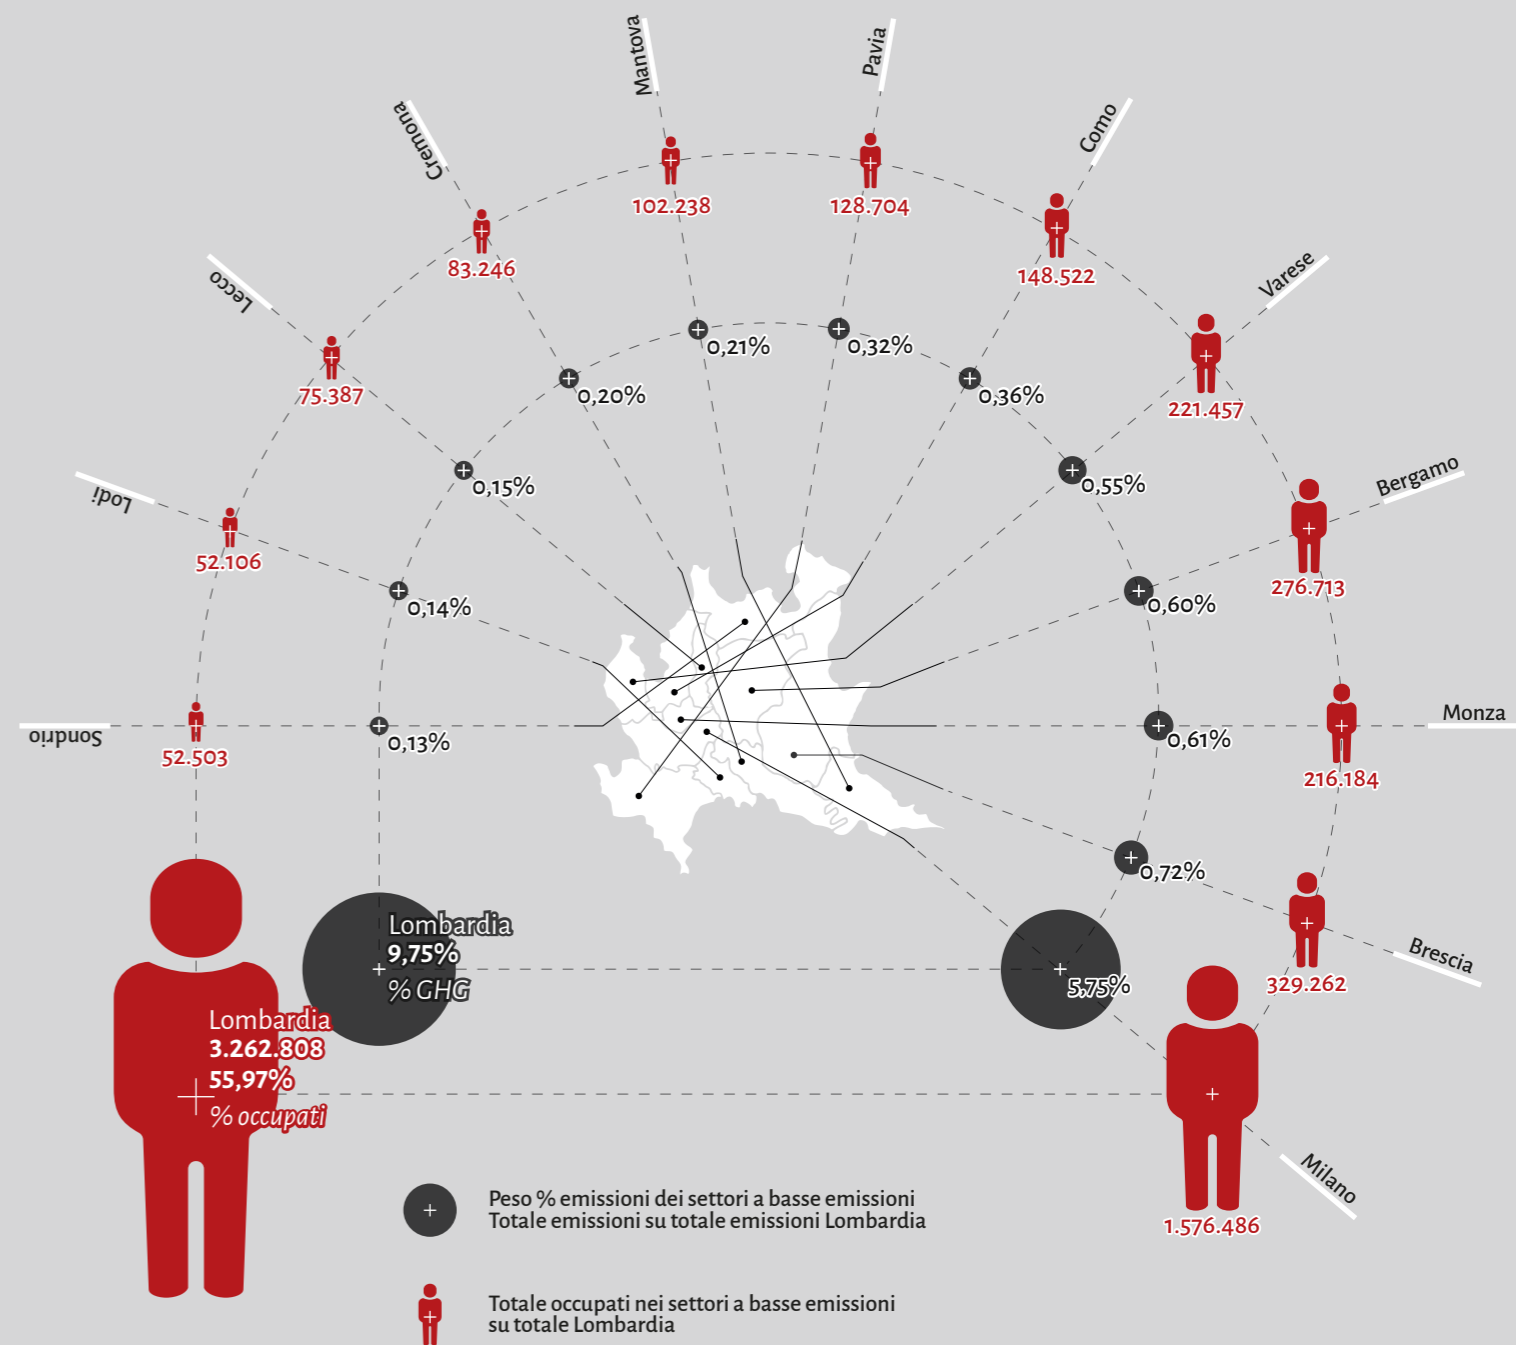 Mantova
Pavia
Cremona
Como
102.238
128.704
83.246
148.522
Lecco
Varese
0,21%
0,32%
75.387
0,20%
0,36%
221.457
Lodi
0,15%
0,55%
Bergamo
52.106
0,14%
0,60%
276.713
Sondrio
52.503
0,13%
0,61%
Monza
216.184
0,72%
Lombardia
9,75%
% GHG
5,75%
329.262
Brescia
Lombardia
3.262.808
55,97%
% occupati
Milano
1.576.486
Peso % emissioni dei settori a basse emissioni
Totale emissioni su totale emissioni Lombardia
Totale occupati nei settori a basse emissioni
su totale Lombardia